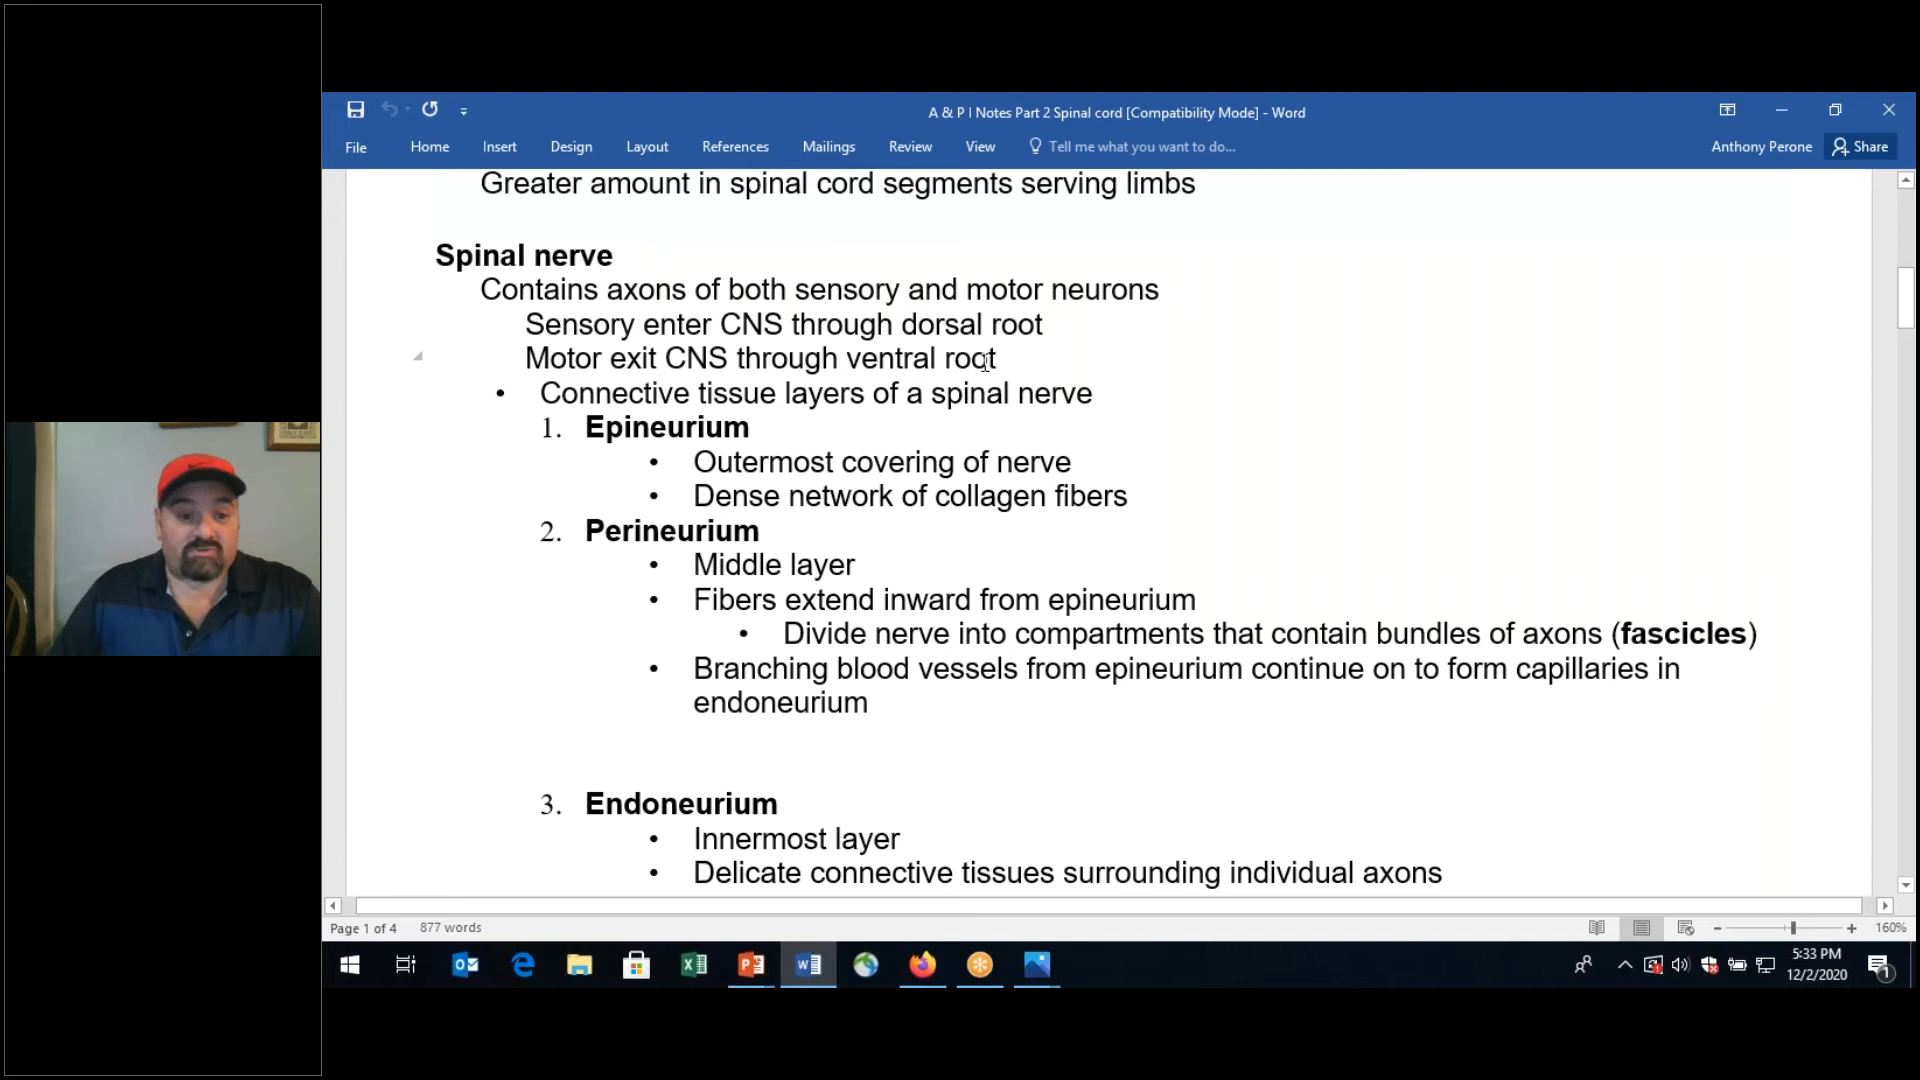 A & P I Notes Part 2 Spinal cord [Compatibility Mode] - Word
File Home Insert Design Layout References Mailings Review View Tell me what you want to do... Anthony Perone Share
Greater amount in spinal cord segments serving limbs
Spinal nerve
Contains axons of both sensory and motor neurons
Sensory enter CNS through dorsal root
Motor exit CNS through ventral root
• Connective tissue layers of a spinal nerve
1. Epineurium
• Outermost covering of nerve
• Dense network of collagen fibers
2. Perineurium
• Middle layer
• Fibers extend inward from epineurium
• Divide nerve into compartments that contain bundles of axons (fascicles)
• Branching blood vessels from epineurium continue on to form capillaries in
endoneurium
3. Endoneurium
• Innermost layer
• Delicate connective tissues surrounding individual axons
Page 1 of 4 877 words 160%
5:33 PM
12/2/2020
1